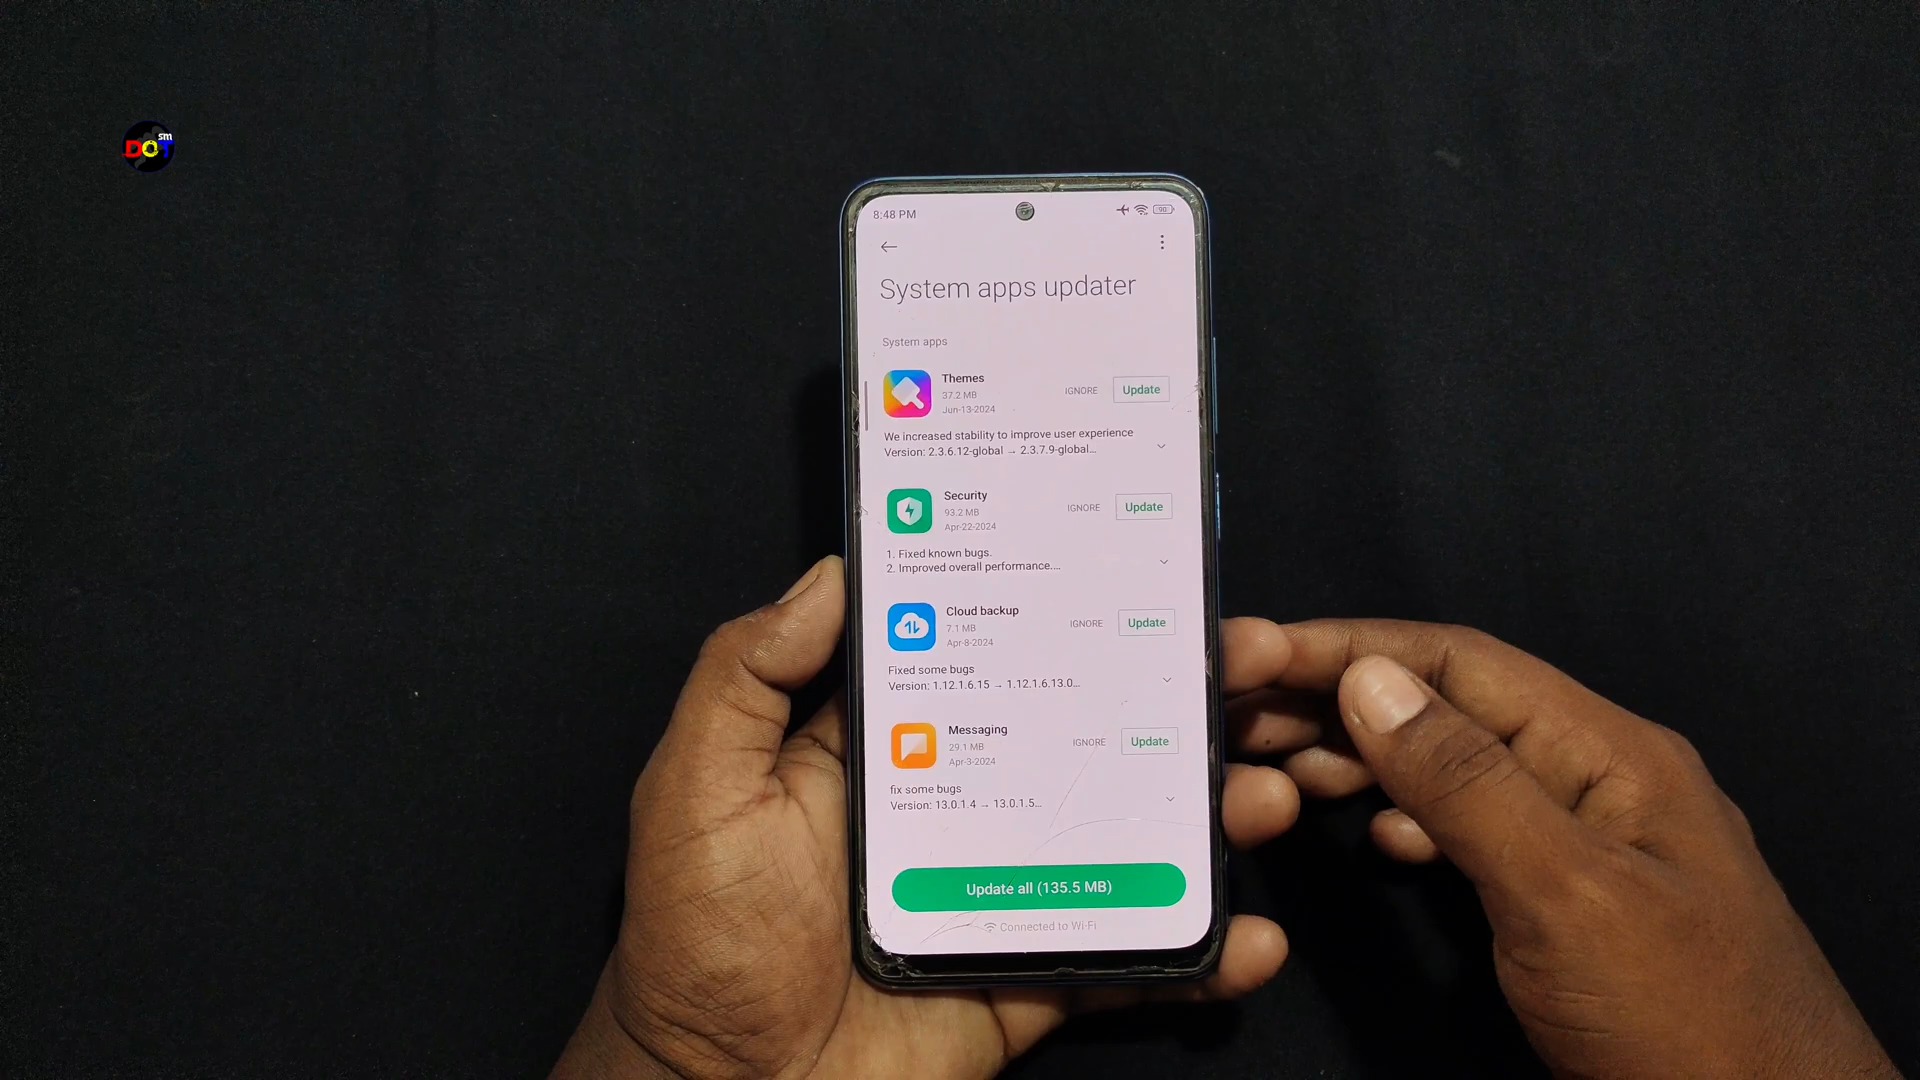 sm
DOT
8:48 PM
90
System apps updater
System apps
Themes
37.2 MB
Jun-13-2024
IGNORE
Update
We increased stability to improve user experience
Version: 2.3.6.12-global → 2.3.7.9-global...
Security
93.2 MB
Apr-22-2024
IGNORE
Update
1. Fixed known bugs.
2. Improved overall performance....
Cloud backup
7.1 MB
Apr-8-2024
IGNORE
Update
Fixed some bugs
Version: 1.12.1.6.15 → 1.12.1.6.13.0...
Messaging
29.1 MB
Apr-3-2024
IGNORE
Update
fix some bugs
Version: 13.0.1.4 → 13.0.1.5...
Update all (135.5 MB)
Connected to Wi-Fi